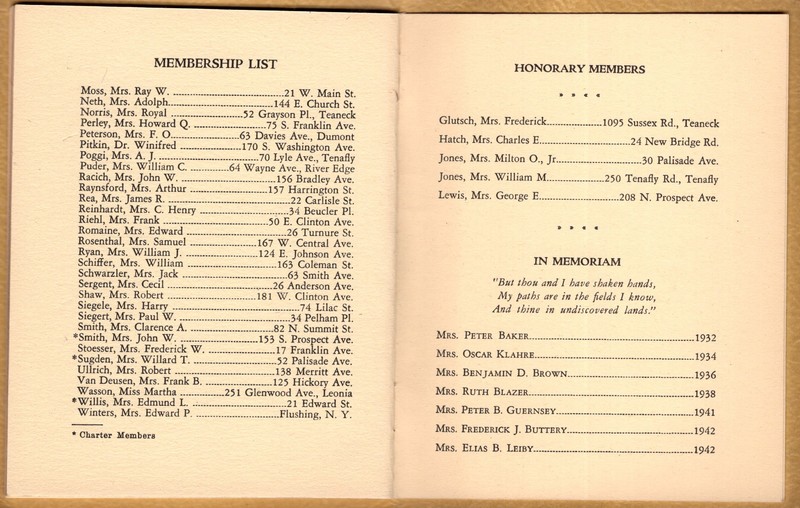 MEMBERSHIP LIST
Moss, Mrs. Ray W. ........21 W. Main St.
Neth, Mrs. Adolph........144 E. Church St.
Norris, Mrs. Royal ........52 Grayson Pl., Teaneck
Perley, Mrs. Howard Q. ........75 S. Franklin Ave.
Peterson, Mrs. F. O........63 Davies Ave., Dumont
Pitkin, Dr. Winifred ........170 S. Washington Ave.
Poggi, Mrs. A. J. ........70 Lyle Ave., Tenafly
Puder, Mrs. William C. ........64 Wayne Ave., River Edge
Racich, Mrs. John W. ........156 Bradley Ave.
Raynsford, Mrs. Arthur ........157 Harrington St.
Rea, Mrs. James R. ........22 Carlisle St.
Reinhardt, Mrs. C. Henry ........34 Beucler Pl.
Riehl, Mrs. Frank ........50 E. Clinton Ave.
Romaine, Mrs. Edward ........26 Turnure St.
Rosenthal, Mrs. Samuel ........167 W. Central Ave.
Ryan, Mrs. William J. ........124 E. Johnson Ave.
Schiffer, Mrs. William ........163 Coleman St.
Schwarzler, Mrs. Jack ........63 Smith Ave.
Sergent, Mrs. Cecil ........26 Anderson Ave.
Shaw, Mrs. Robert ........181 W. Clinton Ave.
Siegele, Mrs. Harry ........74 Lilac St.
Siegert, Mrs. Paul W. ........34 Pelham Pl.
Smith, Mrs. Clarence A. ........82 N. Summit St.
*Smith, Mrs. John W. ........153 S. Prospect Ave.
Stoesser, Mrs. Frederick W. ........17 Franklin Ave.
*Sugden, Mrs. Willard T. ........52 Palisade Ave.
Ullrich, Mrs. Robert ........138 Merritt Ave.
Van Deusen, Mrs. Frank B. ........125 Hickory Ave.
Wasson, Miss Martha ........251 Glenwood Ave., Leonia
*Willis, Mrs. Edmund L. ........21 Edward St.
Winters, Mrs. Edward P. ........Flushing, N. Y.
* Charter Members
HONORARY MEMBERS
* * * *
Glutsch, Mrs. Frederick........1095 Sussex Rd., Teaneck
Hatch, Mrs. Charles E........24 New Bridge Rd.
Jones, Mrs. Milton O., Jr........30 Palisade Ave.
Jones, Mrs. William M........250 Tenafly Rd., Tenafly
Lewis, Mrs. George E........208 N. Prospect Ave.
* * * *
IN MEMORIAM
"But thou and I have shaken hands,
My paths are in the fields I know,
And thine in undiscovered lands."
MRS. PETER BAKER........1932
MRS. OSCAR KLAHRE........1934
MRS. BENJAMIN D. BROWN........1936
MRS. RUTH BLAZER........1938
MRS. PETER B. GUERNSEY........1941
MRS. FREDERICK J. BUTTERY........1942
MRS. ELIAS B. LEIBY........1942